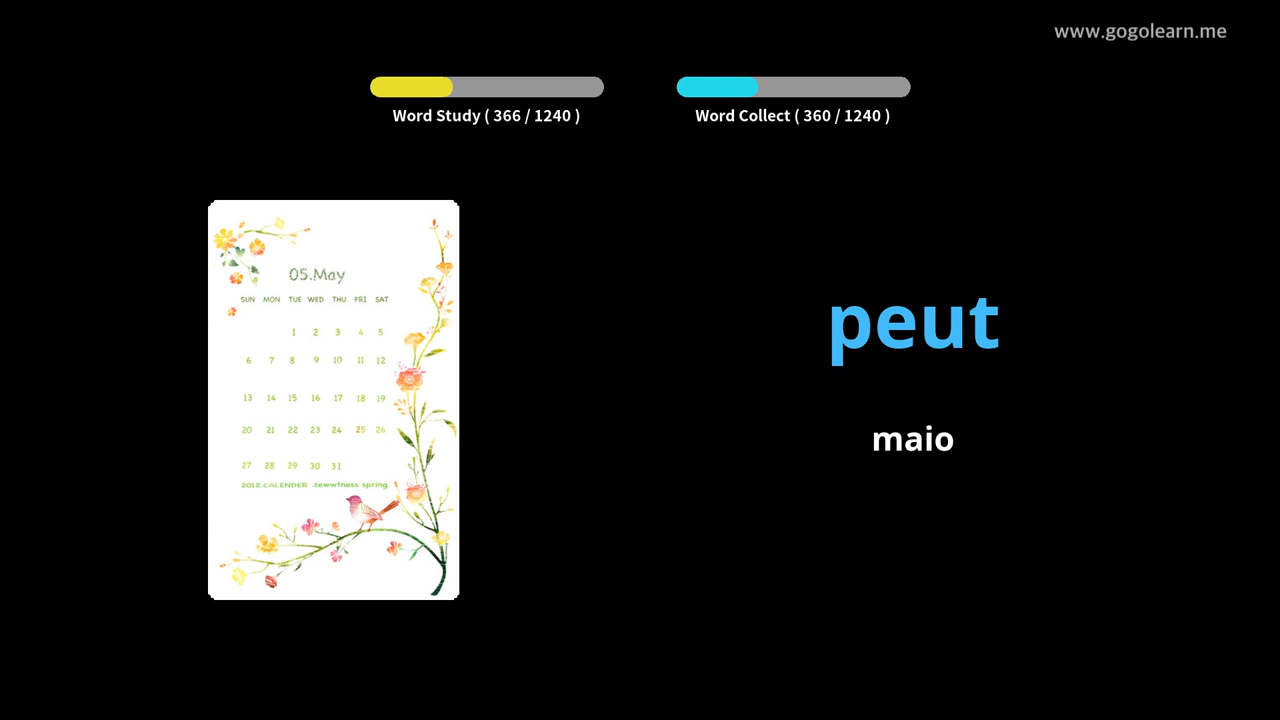 www.gogolearn.me
Word Study ( 366 / 1240 )
Word Collect ( 360 / 1240 )
05.May
SUN MON TUE WED THU FRI SAT
1 2 3 4 5
6 7 8 9 10 11 12
13 14 15 16 17 18 19
20 21 22 23 24 25 26
27 28 29 30 31
2012.CALENDER .sewwtness spring
peut
maio